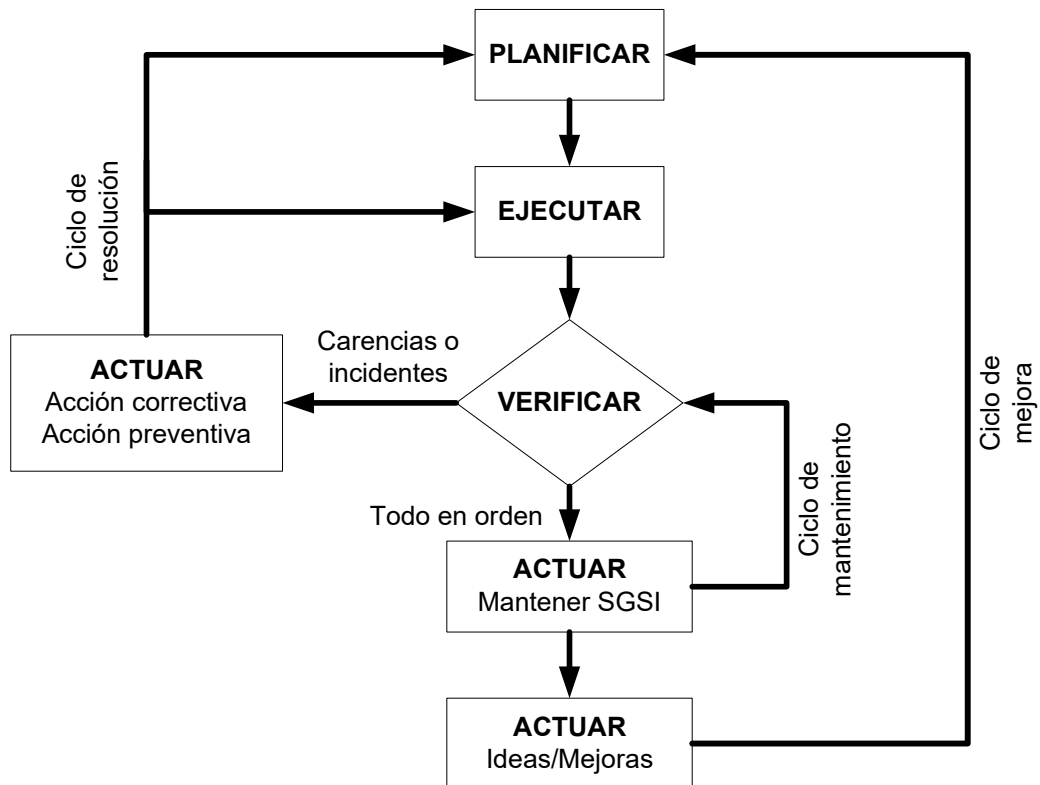 PLANIFICAR
EJECUTAR
Ciclo de
resolución
Carencias o
incidentes
VERIFICAR
ACTUAR
Acción correctiva
Acción preventiva
Ciclo de
mejora
Ciclo de
mantenimiento
Todo en orden
ACTUAR
Mantener SGSI
ACTUAR
Ideas/Mejoras